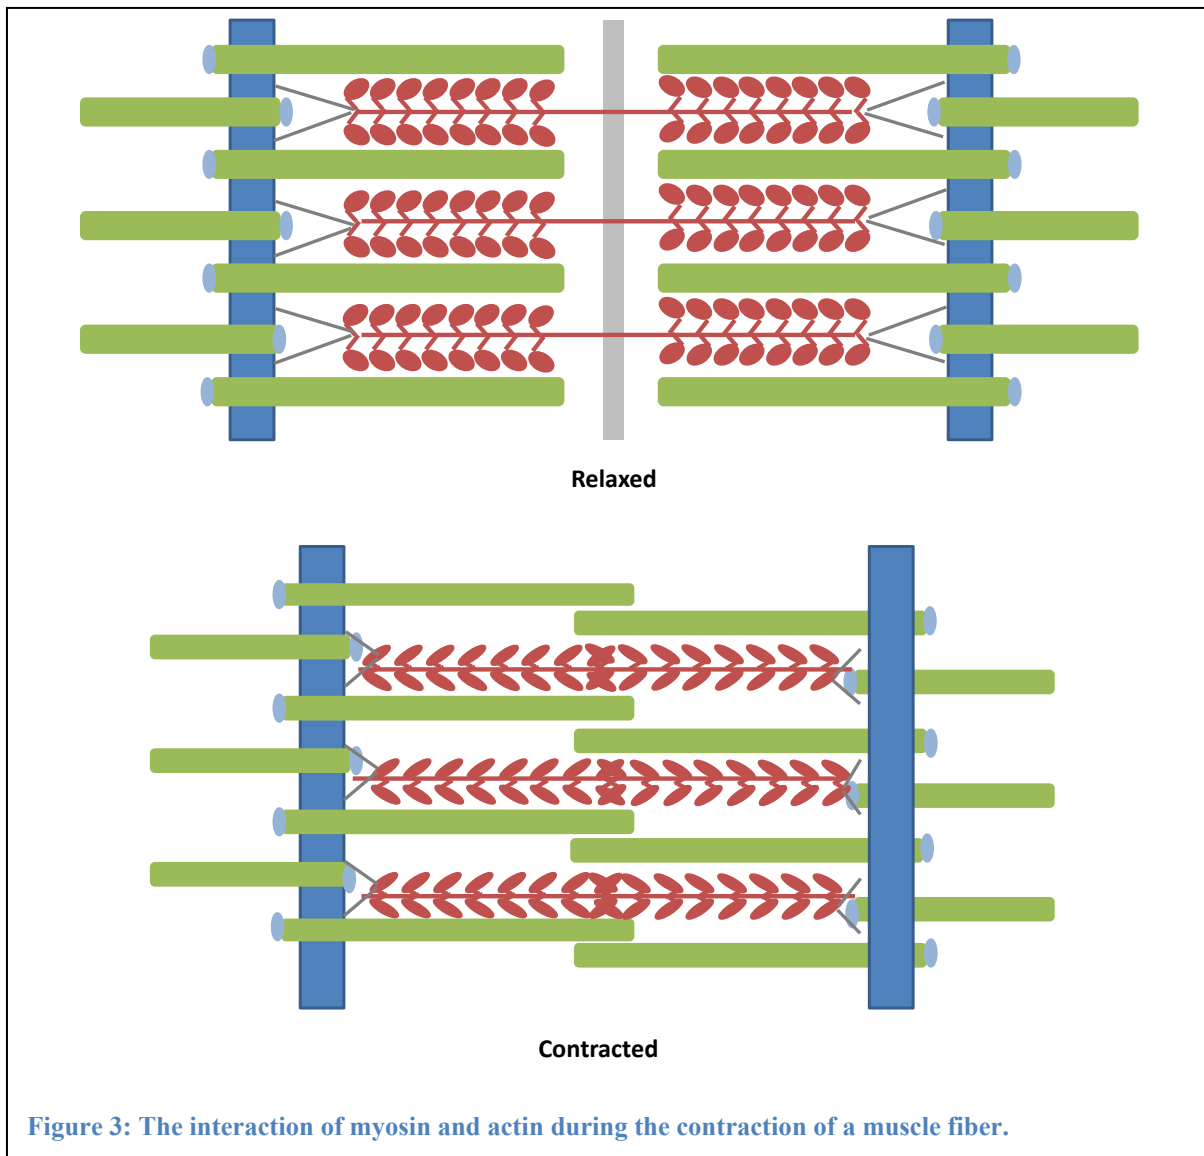 Relaxed
Contracted
Figure 3: The interaction of myosin and actin during the contraction of a muscle fiber.